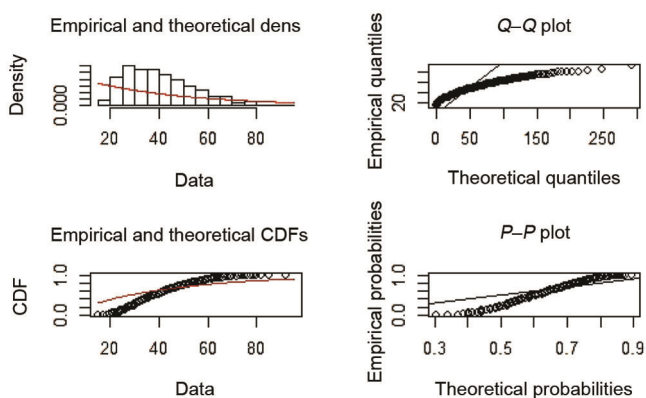 Empirical and theoretical dens
Density
0.000
20 40 60 80
Data
Q–Q plot
Empirical quantiles
20
0 50 150 250
Theoretical quantiles
Empirical and theoretical CDFs
CDF
0.0 1.0
20 40 60 80
Data
P–P plot
Empirical probabilities
0.0 1.0
0.3 0.5 0.7 0.9
Theoretical probabilities